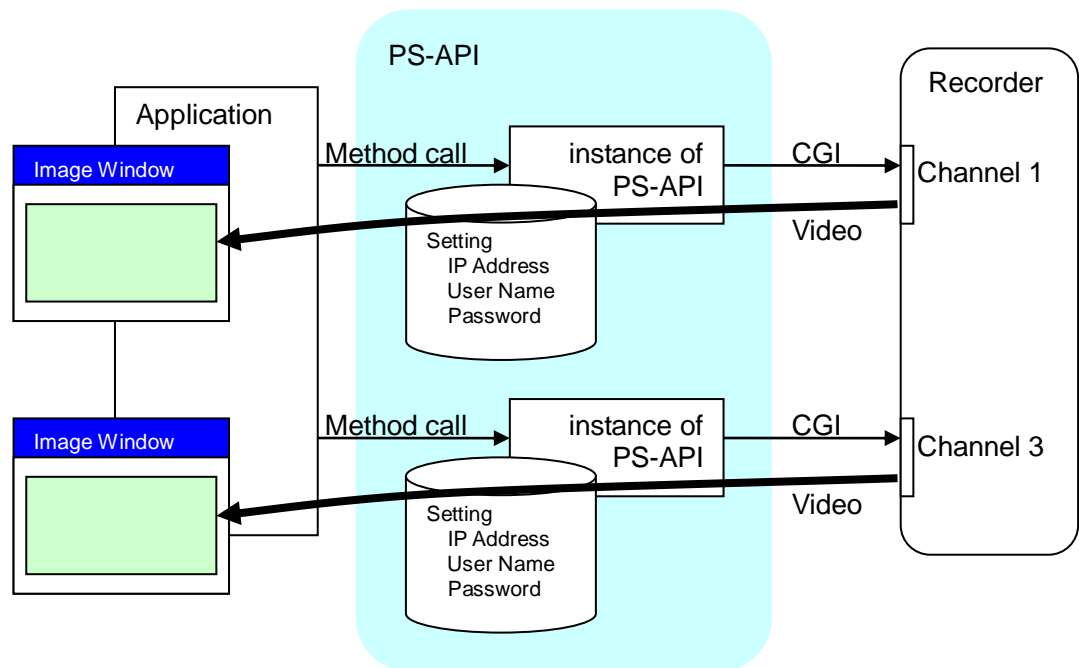 PS-API
Recorder
Application
Image Window
Method call
instance of
PS-API
CGI
Channel 1
Video
Setting
IP Address
User Name
Password
Image Window
Method call
instance of
PS-API
CGI
Channel 3
Video
Setting
IP Address
User Name
Password